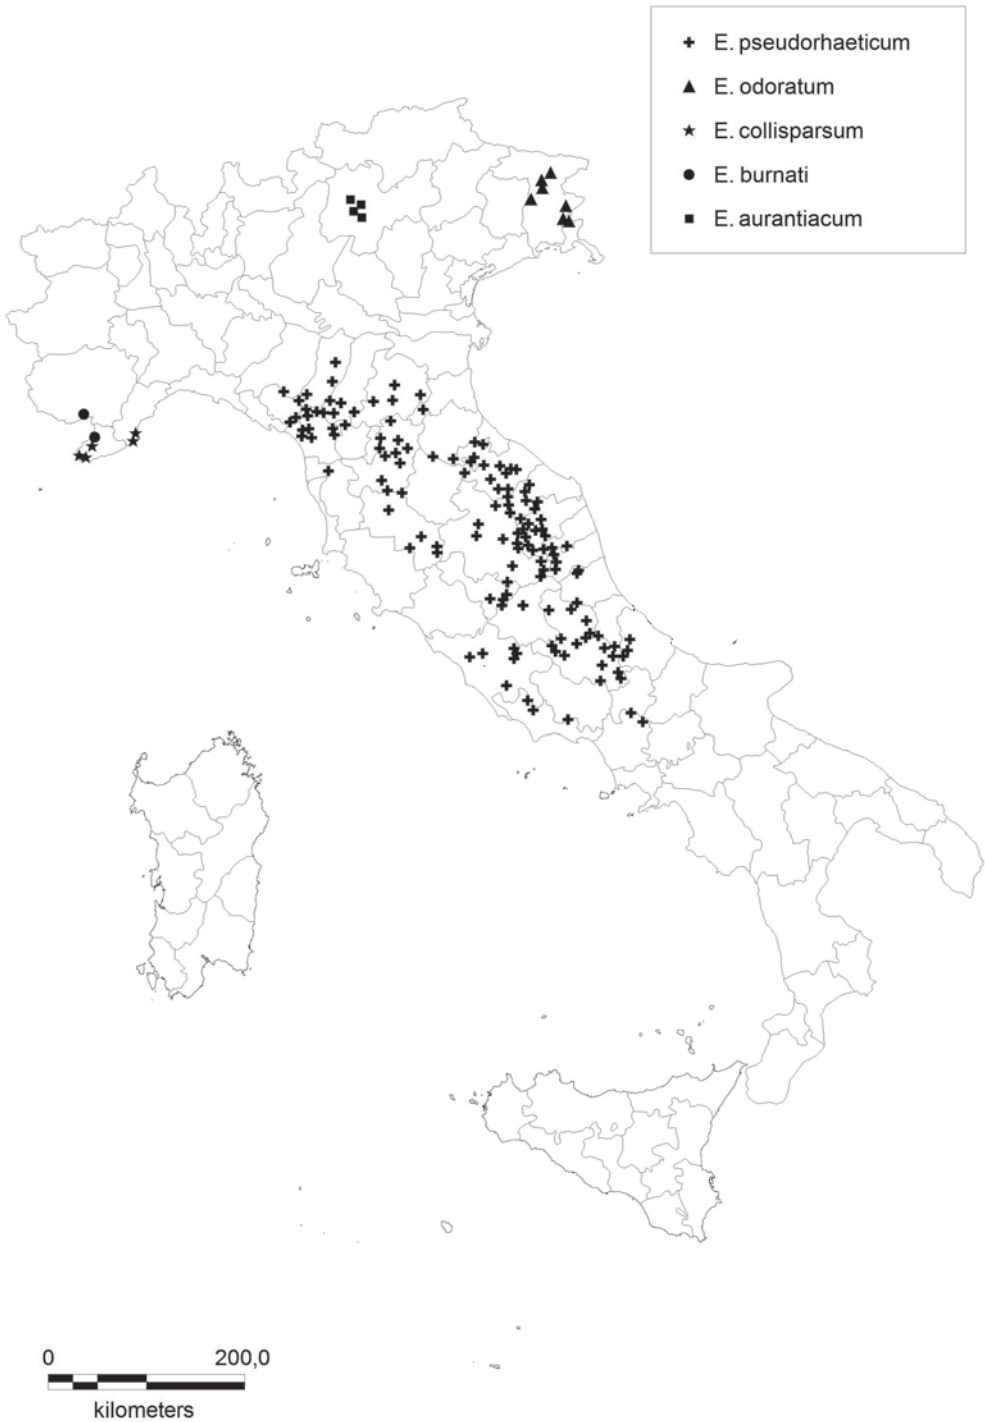 E. pseudorhaeticum
E. odoratum
E. collisparsum
E. burnati
E. aurantiacum
0 200,0
kilometers